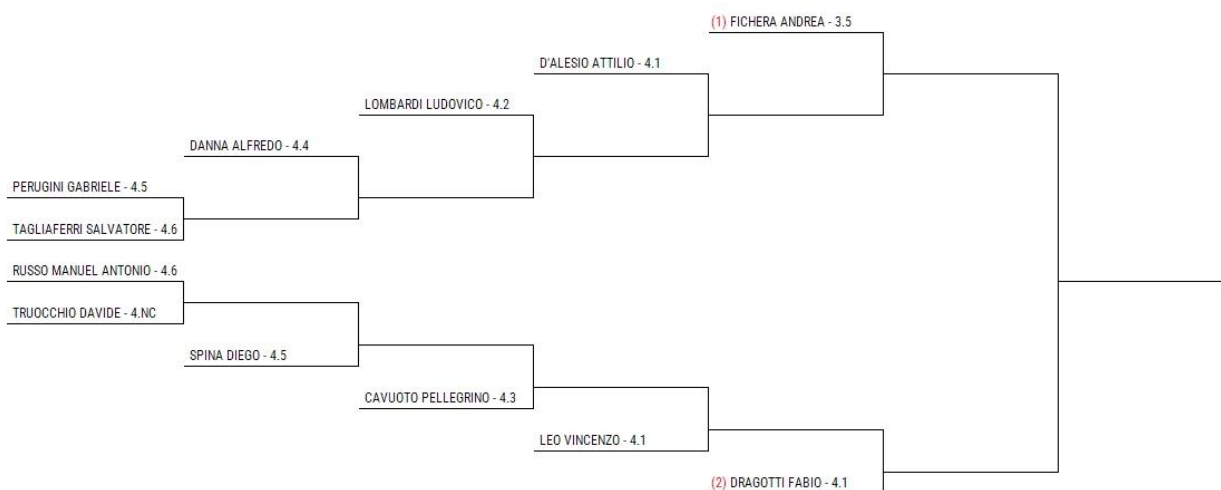 (1) FICHERA ANDREA - 3.5
D'ALESIO ATTILIO - 4.1
LOMBARDI LUDOVICO - 4.2
DANNA ALFREDO - 4.4
PERUGINI GABRIELE - 4.5
TAGLIAFERRI SALVATORE - 4.6
RUSSO MANUEL ANTONIO - 4.6
TRUOCCHIO DAVIDE - 4.NC
SPINA DIEGO - 4.5
CAVUOTO PELLEGRINO - 4.3
LEO VINCENZO - 4.1
(2) DRAGOTTI FABIO - 4.1